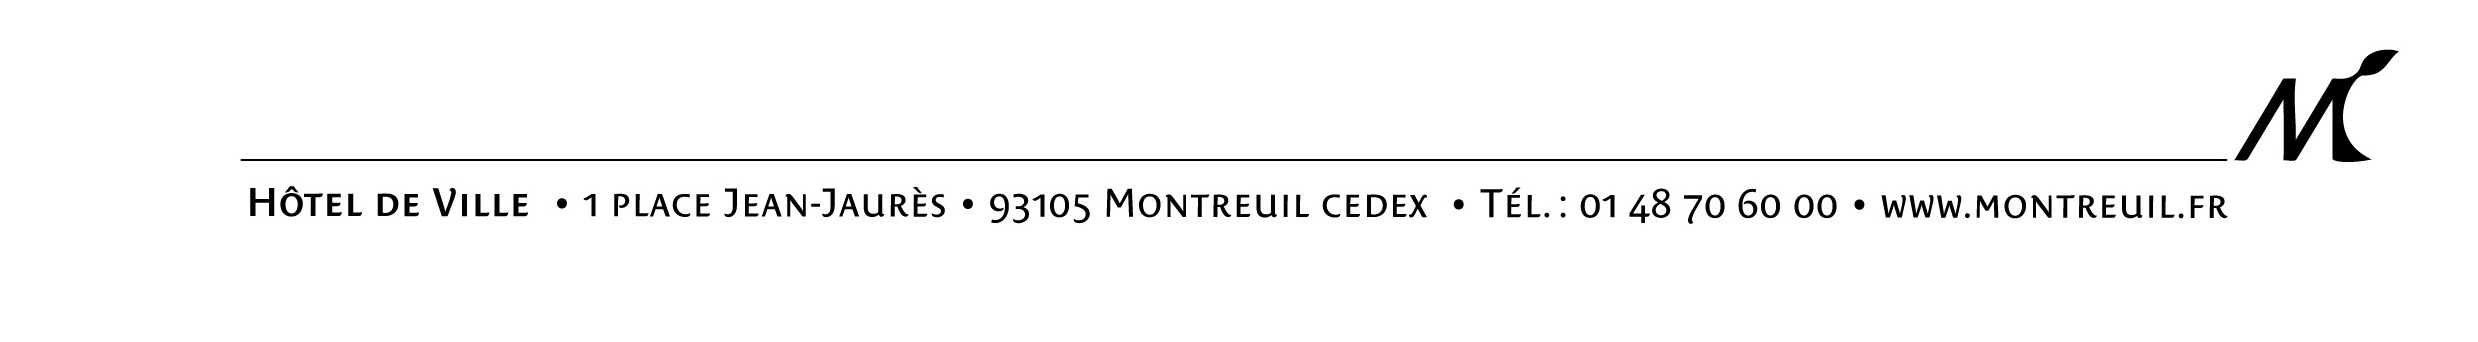 M
Hôtel de Ville • 1 place Jean-Jaurès • 93105 Montreuil cedex • Tél. : 01 48 70 60 00 • www.montreuil.fr